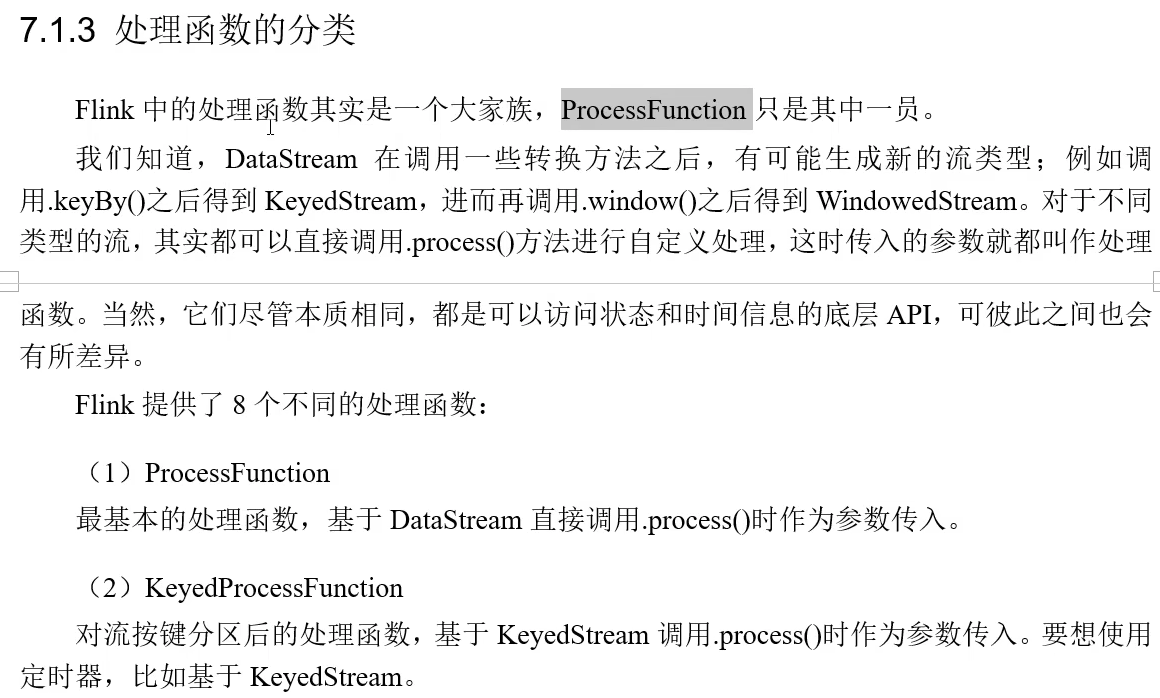 7.1.3 处理函数的分类
Flink 中的处理函数其实是一个大家族，ProcessFunction 只是其中一员。
我们知道，DataStream 在调用一些转换方法之后，有可能生成新的流类型；例如调
用.keyBy()之后得到 KeyedStream，进而再调用.window()之后得到 WindowedStream。对于不同
类型的流，其实都可以直接调用.process()方法进行自定义处理，这时传入的参数就都叫作处理
函数。当然，它们尽管本质相同，都是可以访问状态和时间信息的底层 API，可彼此之间也会
有所差异。
Flink 提供了 8 个不同的处理函数：
（1）ProcessFunction
最基本的处理函数，基于 DataStream 直接调用.process()时作为参数传入。
（2）KeyedProcessFunction
对流按键分区后的处理函数，基于 KeyedStream 调用.process()时作为参数传入。要想使用
定时器，比如基于 KeyedStream。